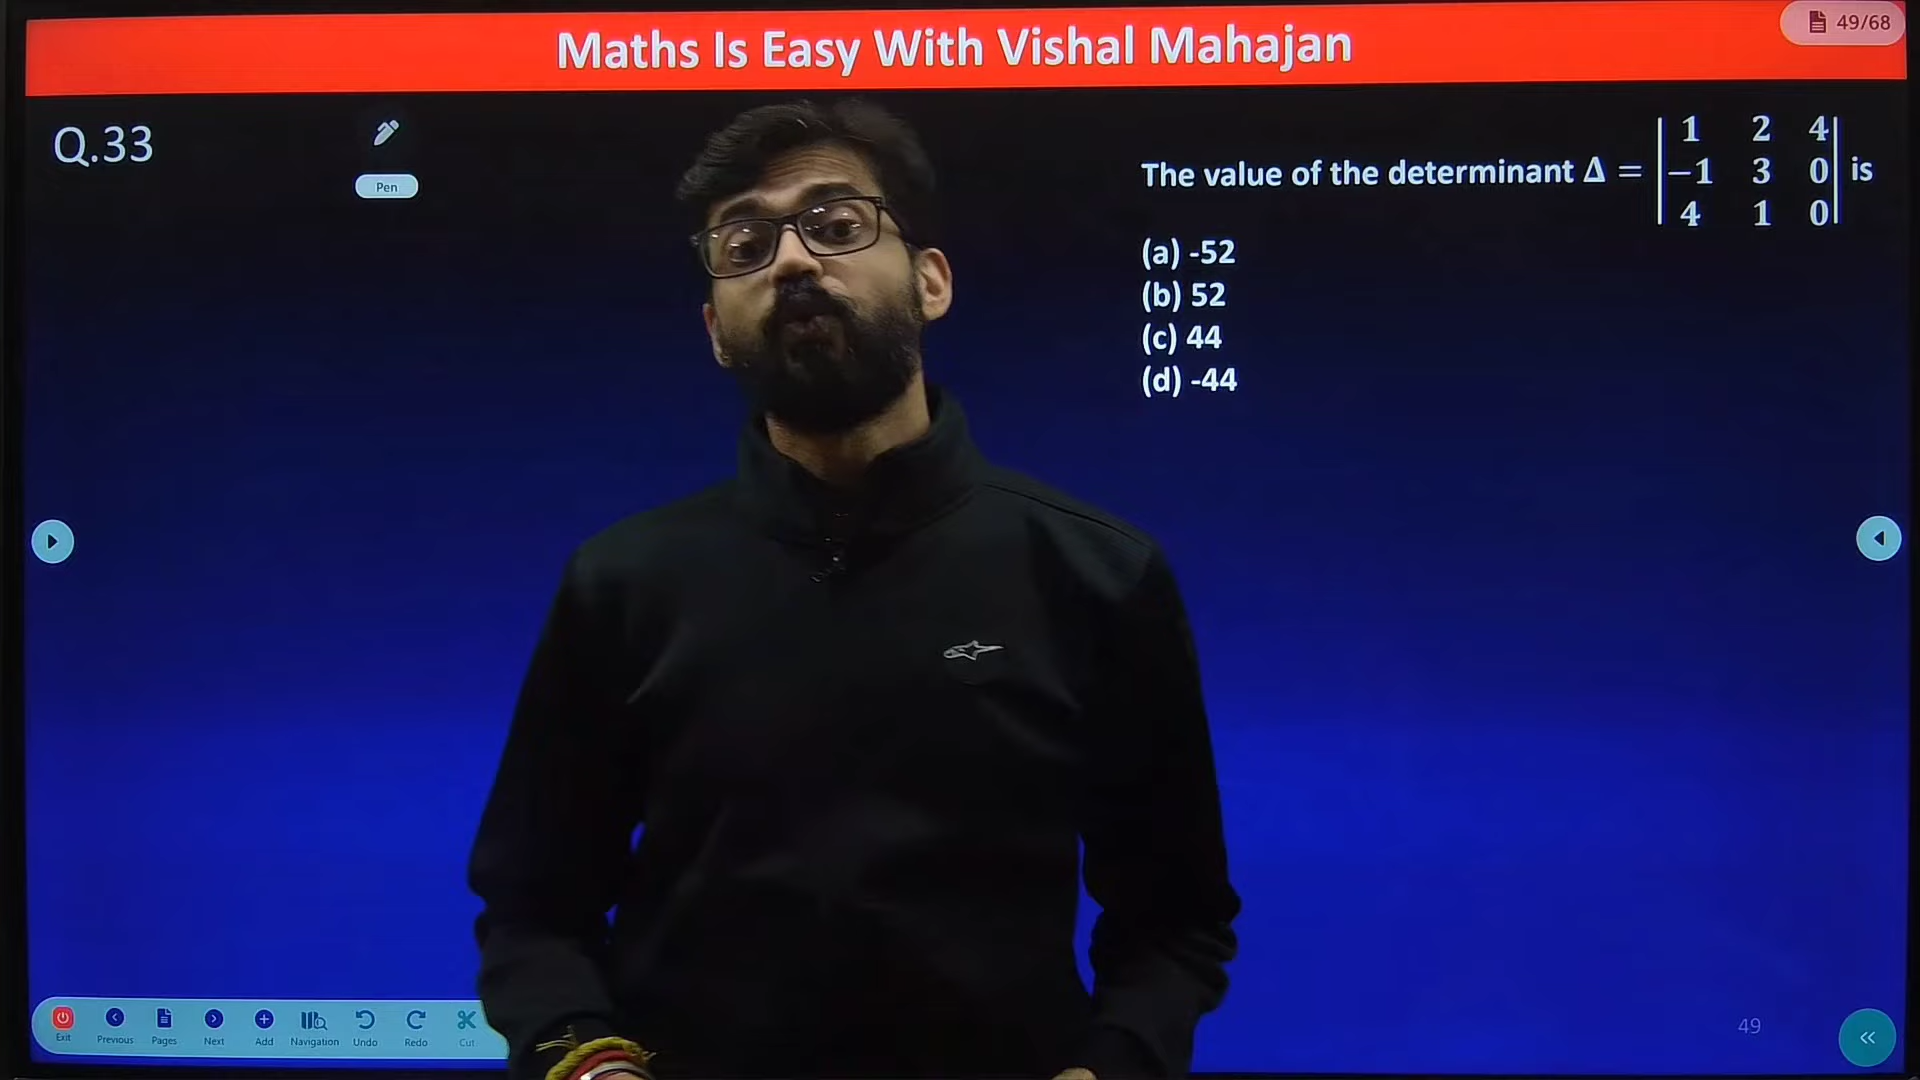 Maths Is Easy With Vishal Mahajan
49/68
Q.33
Pen
The value of the determinant Δ = | 1 2 4 |
| −1 3 0 | is
| 4 1 0 |
(a) -52
(b) 52
(c) 44
(d) -44
49
Exit Previous Pages Next Add Navigation Undo Redo Cut